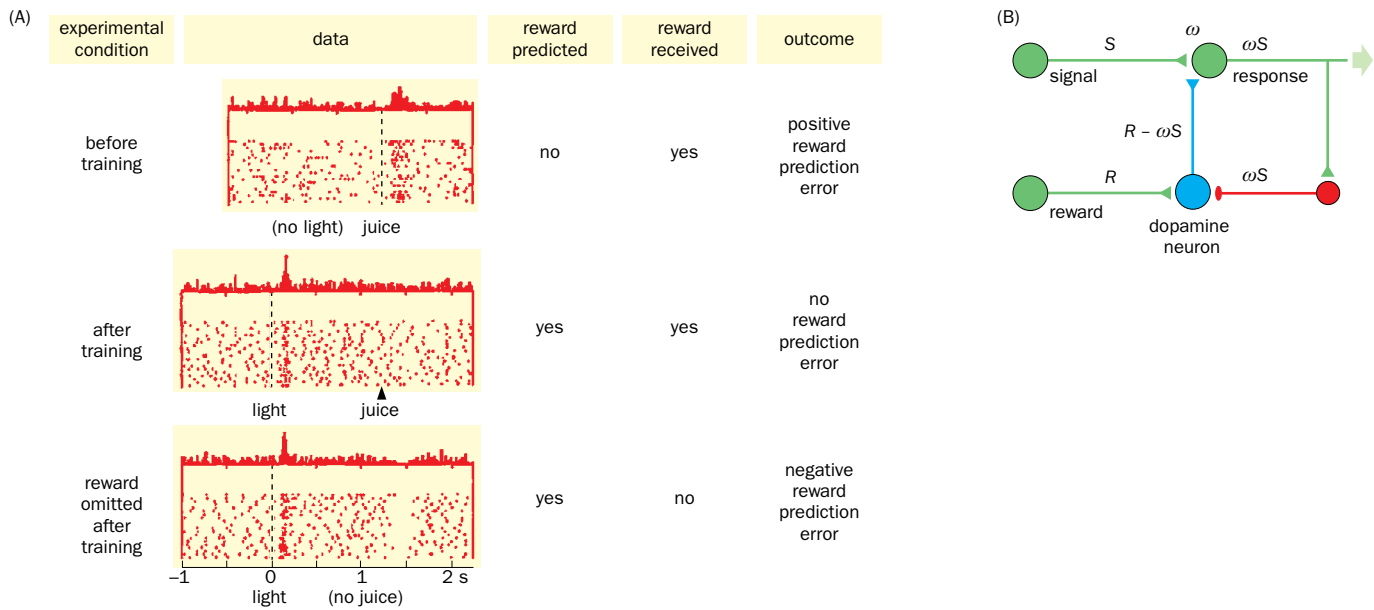 (A)
experimental
condition
data
reward
predicted
reward
received
outcome
before
training
(no light) juice
no
yes
positive
reward
prediction
error
after
training
light
juice
yes
yes
no
reward
prediction
error
reward
omitted
after
training
–1 0 1 2 s
light
(no juice)
yes
no
negative
reward
prediction
error
(B)
S
ω
ωS
signal
response
R – ωS
R
ωS
reward
dopamine
neuron